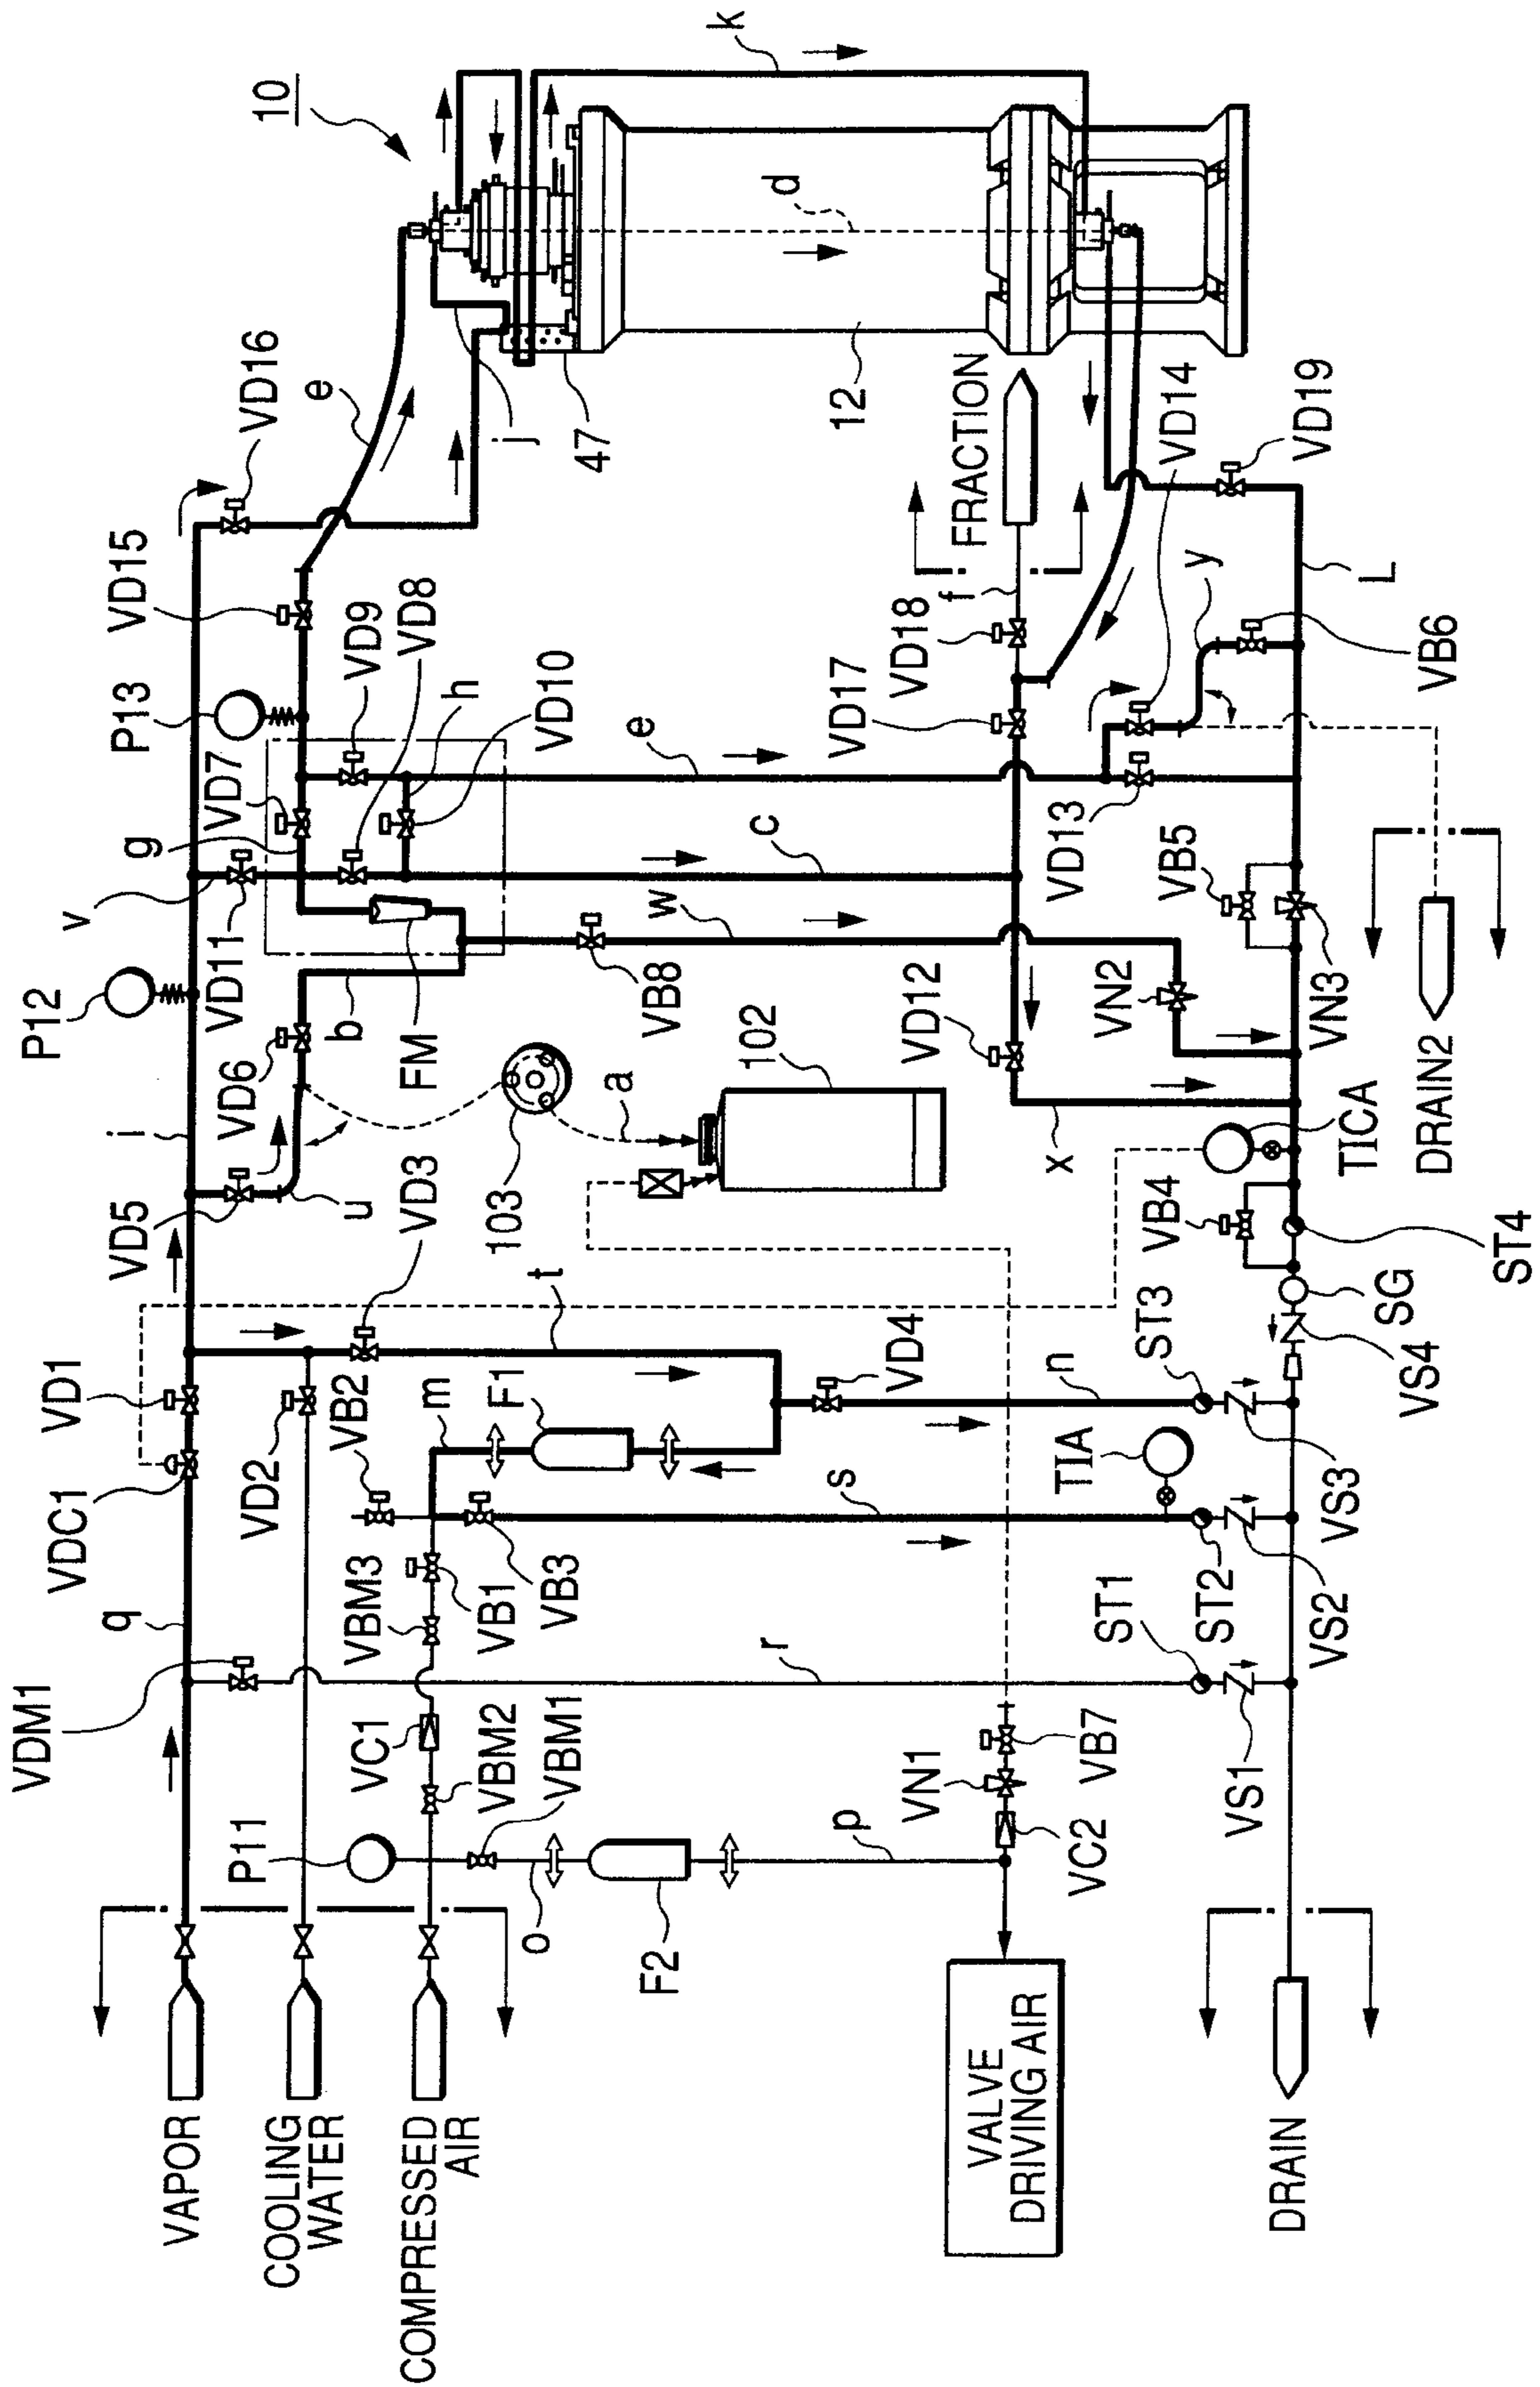 10
k
d
e
VD16
j
47
12
FRACTION
VD14
VD19
VD15
P13
VD9
VD8
h
VD10
e
VD17
VD18
f
y
L
VB6
VD7
g
v
VD11
c
w
VD13
VB5
VN3
DRAIN2
P12
b
FM
VB8
VD12
VN2
VD6
i
103
a
102
x
TICA
VD5
u
VD3
VB4
ST4
VD1
t
SG
VS4
VDC1
VD2
VB2
m
F1
VD4
n
ST3
VS3
TIA
s
q
VBM3
VB1
VB3
ST1
ST2
VS2
VDM1
r
VC1
VBM2
VBM1
VN1
VB7
VS1
P11
o
F2
p
VC2
VAPOR
COOLING
WATER
COMPRESSED
AIR
VALVE
DRIVING AIR
DRAIN